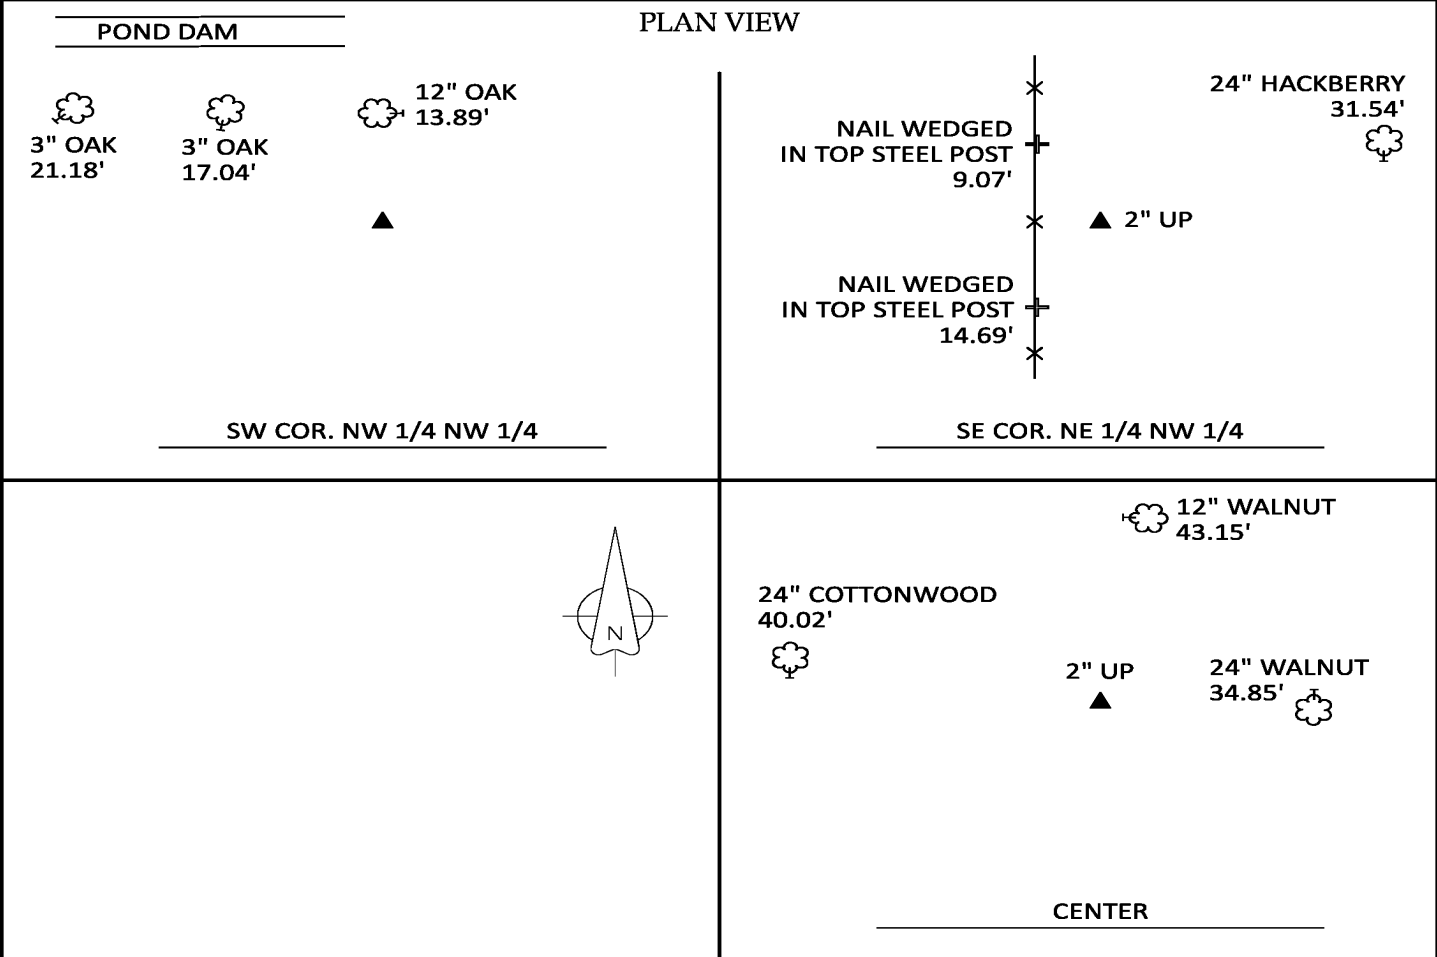 PLAN VIEW
POND DAM
12" OAK
13.89'
3" OAK
21.18'
3" OAK
17.04'
SW COR. NW 1/4 NW 1/4
24" HACKBERRY
31.54'
NAIL WEDGED
IN TOP STEEL POST
9.07'
2" UP
NAIL WEDGED
IN TOP STEEL POST
14.69'
SE COR. NE 1/4 NW 1/4
N
12" WALNUT
43.15'
24" COTTONWOOD
40.02'
2" UP
24" WALNUT
34.85'
CENTER